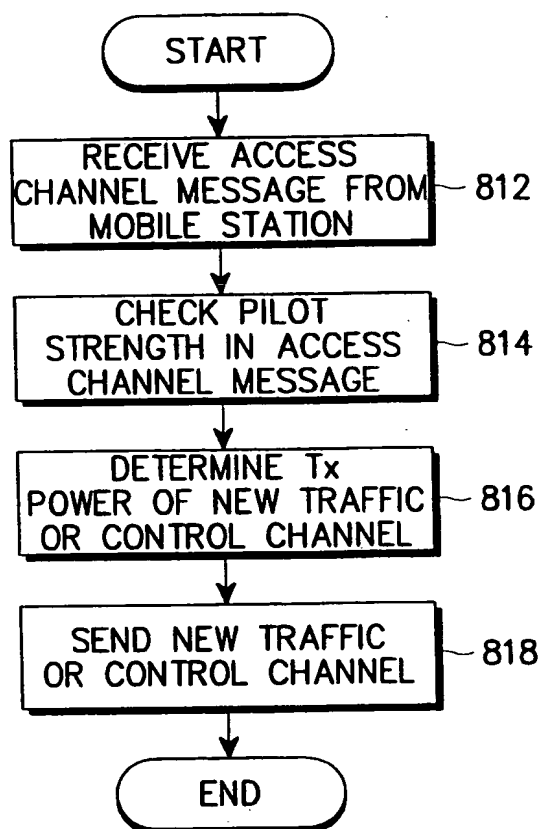 START
RECEIVE ACCESS
CHANNEL MESSAGE FROM
MOBILE STATION
812
CHECK PILOT
STRENGTH IN ACCESS
CHANNEL MESSAGE
814
DETERMINE Tx
POWER OF NEW TRAFFIC
OR CONTROL CHANNEL
816
SEND NEW TRAFFIC
OR CONTROL CHANNEL
818
END